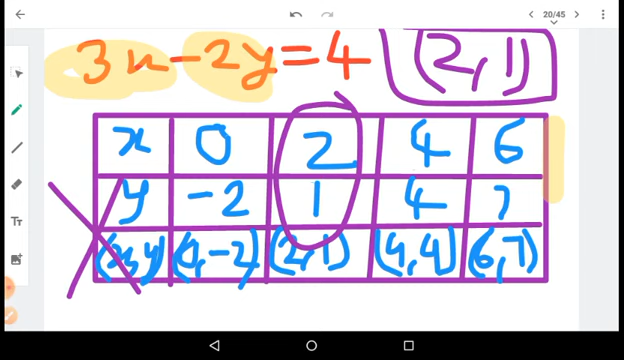 20/45
3x-2y=4 (2,1)
x 0 2 4 6
y -2 1 4 7
(x,y) (0,-2) (2,1) (4,4) (6,7)
Tт